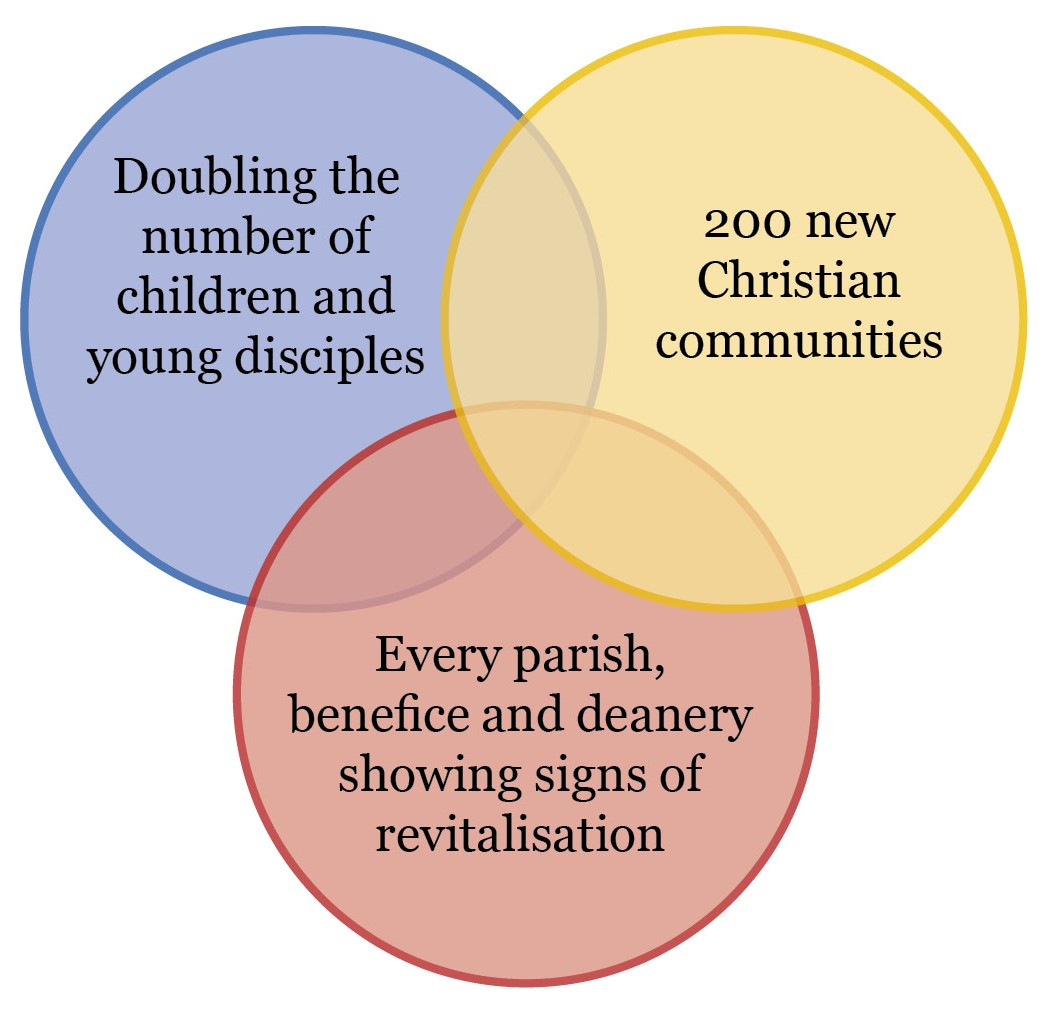 Doubling the
number of
children and
young disciples
200 new
Christian
communities
Every parish,
benefice and deanery
showing signs of
revitalisation